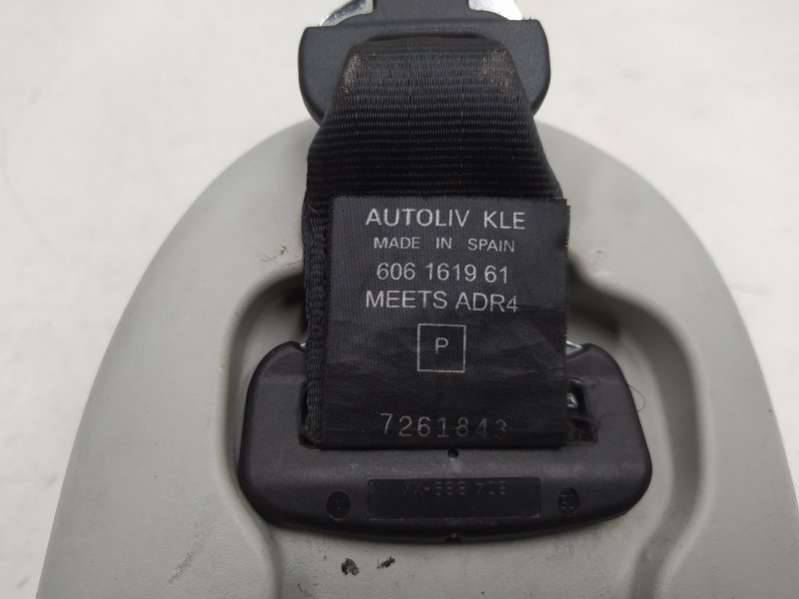 AUTOLIV KLE
MADE IN SPAIN
606 1619 61
MEETS ADR4
P
7261843